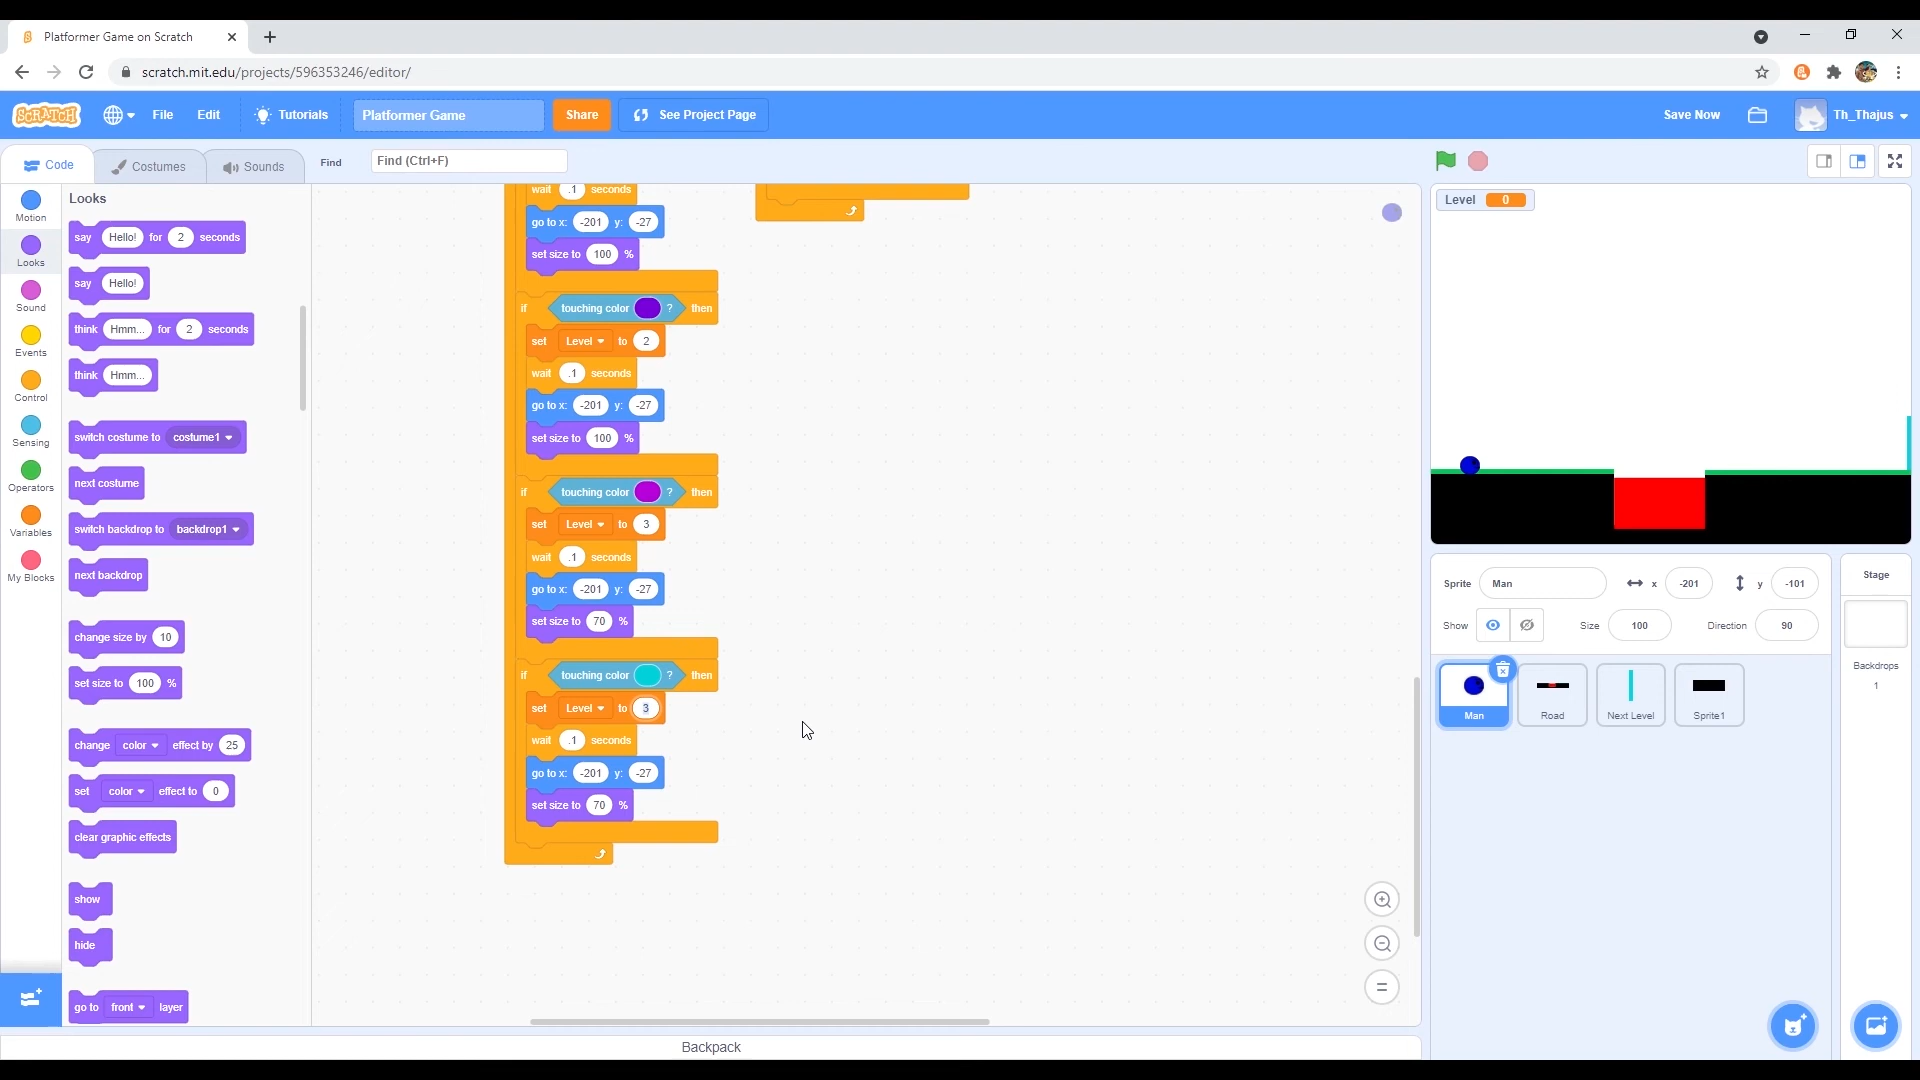 Platformer Game on Scratch
scratch.mit.edu/projects/596353246/editor/
SCRATCH File Edit Tutorials Platformer Game Share See Project Page Save Now Th_Thajus
Code Costumes Sounds Find Find (Ctrl+F)
Motion
Looks
Sound
Events
Control
Sensing
Operators
Variables
My Blocks
Looks
say Hello! for 2 seconds
say Hello!
think Hmm... for 2 seconds
think Hmm...
switch costume to costume1
next costume
switch backdrop to backdrop1
next backdrop
change size by 10
set size to 100 %
change color effect by 25
set color effect to 0
clear graphic effects
show
hide
go to front layer
wait .1 seconds
go to x: -201 y: -27
set size to 100 %
if touching color ? then
set Level to 2
wait .1 seconds
go to x: -201 y: -27
set size to 100 %
if touching color ? then
set Level to 3
wait .1 seconds
go to x: -201 y: -27
set size to 70 %
if touching color ? then
set Level to 3
wait .1 seconds
go to x: -201 y: -27
set size to 70 %
Level 0
Sprite Man x -201 y -101
Show Size 100 Direction 90
Man Road Next Level Sprite1
Stage
Backdrops
1
Backpack